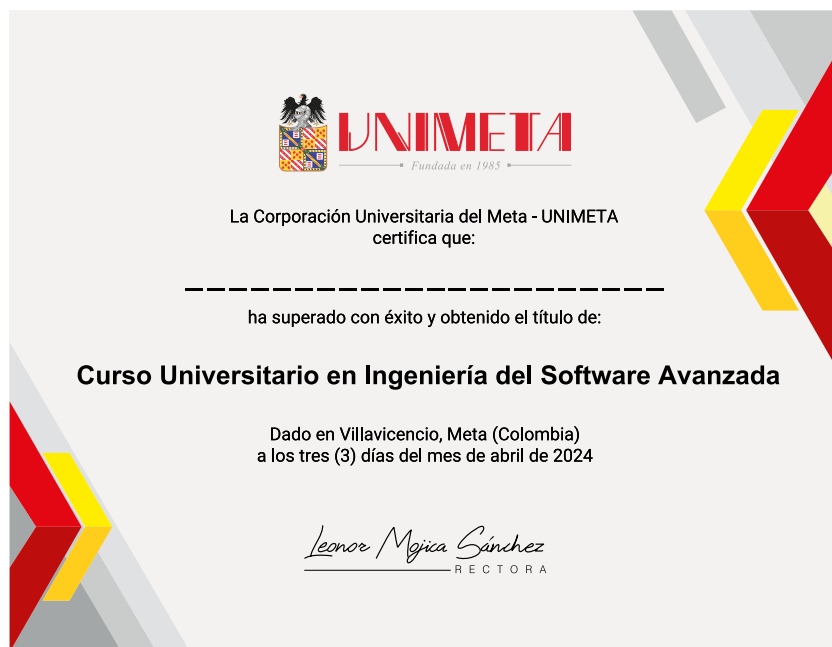 UNIMETA
Fundada en 1985
La Corporación Universitaria del Meta - UNIMETA
certifica que:
ha superado con éxito y obtenido el título de:
Curso Universitario en Ingeniería del Software Avanzada
Dado en Villavicencio, Meta (Colombia)
a los tres (3) días del mes de abril de 2024
Leonor Mojica Sánchez
RECTORA